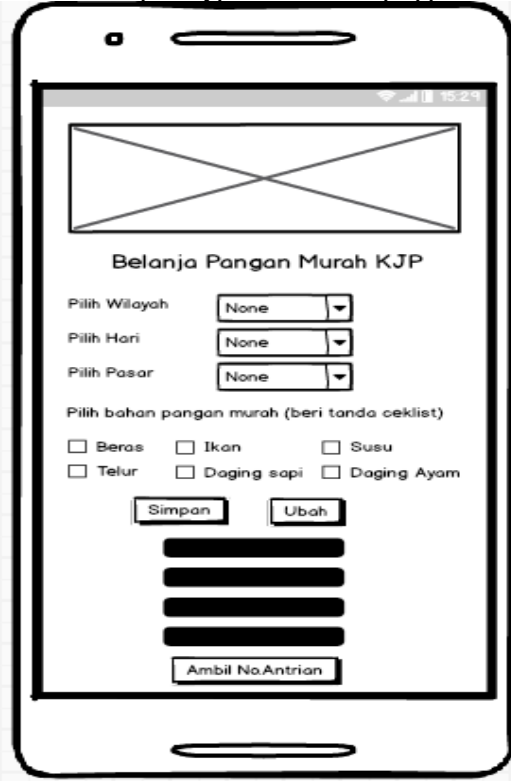 15:29
Belanja Pangan Murah KJP
Pilih Wilayah None
Pilih Hari None
Pilih Pasar None
Pilih bahan pangan murah (beri tanda ceklist)
Beras Ikan Susu
Telur Daging sapi Daging Ayam
Simpan Ubah
Ambil No.Antrian